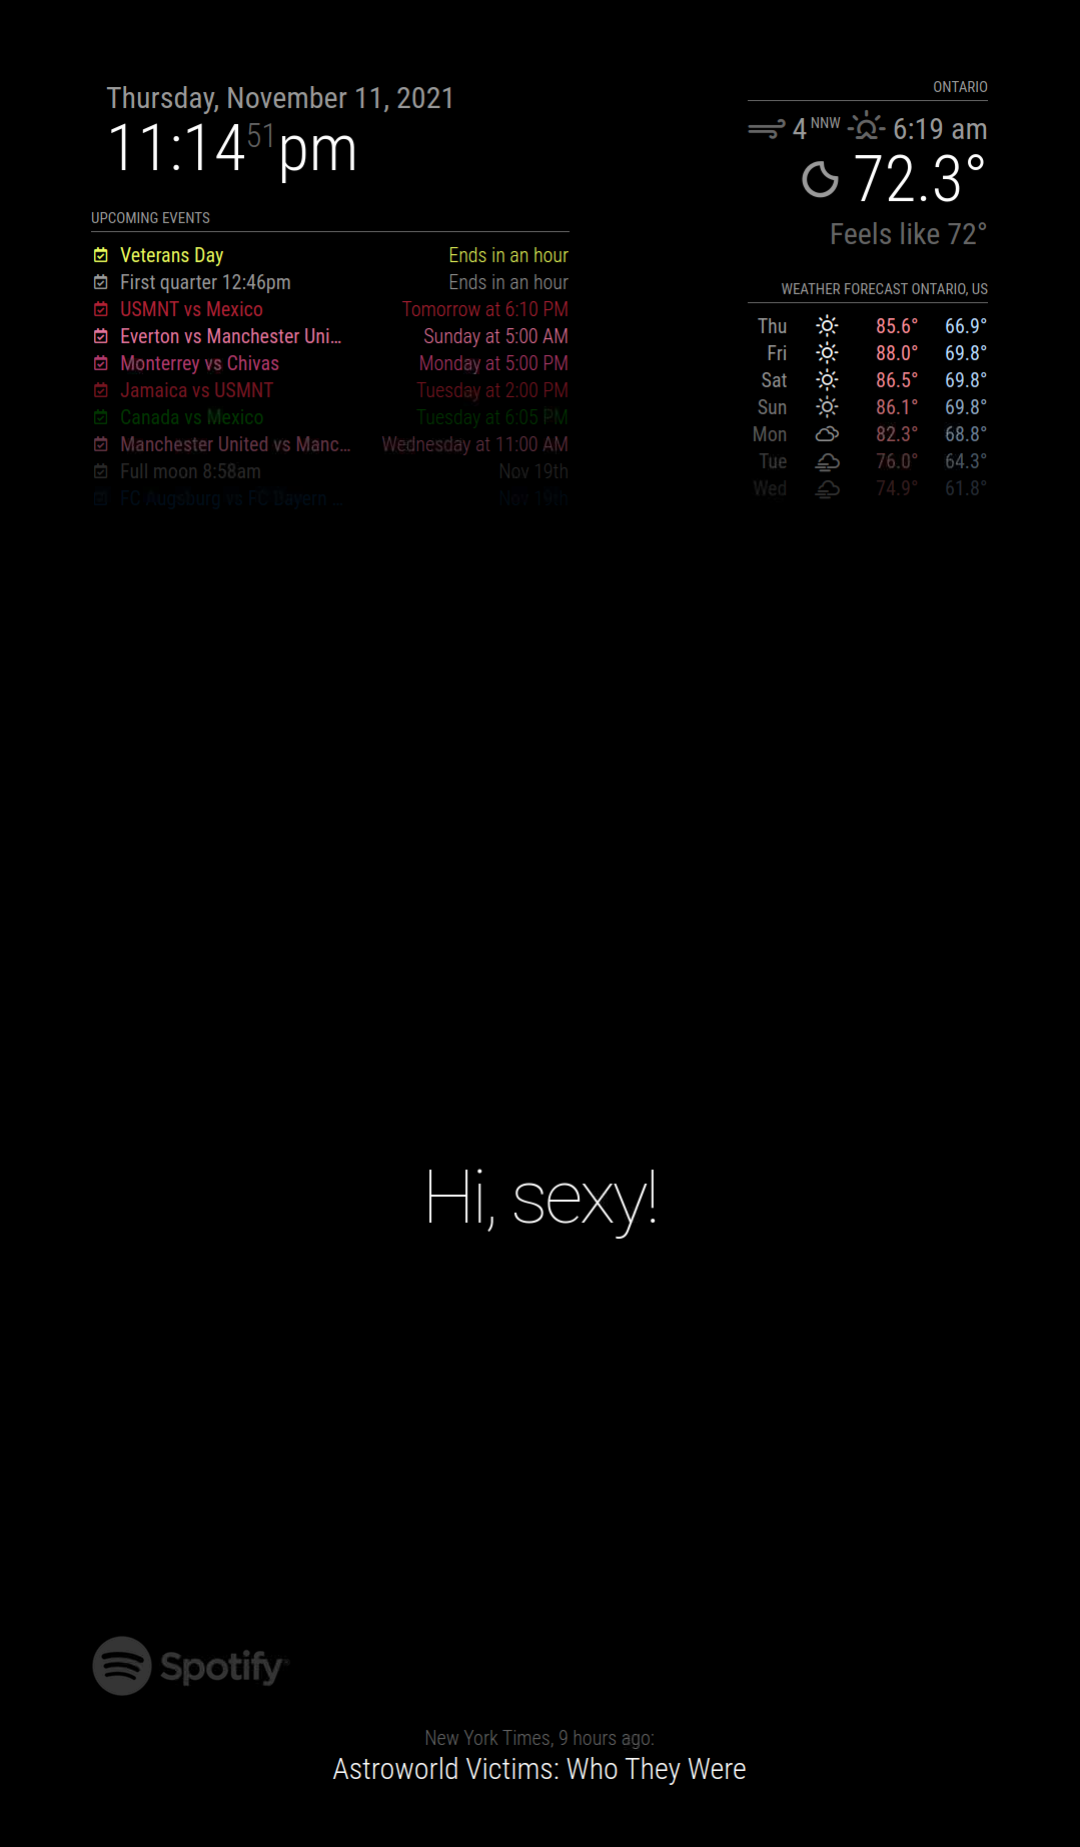 Thursday, November 11, 2021
11:14 51 pm
UPCOMING EVENTS
Veterans Day Ends in an hour
First quarter 12:46pm Ends in an hour
USMNT vs Mexico Tomorrow at 6:10 PM
Everton vs Manchester Uni... Sunday at 5:00 AM
Monterrey vs Chivas Monday at 5:00 PM
Jamaica vs USMNT Tuesday at 2:00 PM
Canada vs Mexico Tuesday at 6:05 PM
Manchester United vs Manc... Wednesday at 11:00 AM
Full moon 8:58am Nov 19th
FC Augsburg vs FC Bayern ... Nov 19th
ONTARIO
4 NNW 6:19 am
72.3°
Feels like 72°
WEATHER FORECAST ONTARIO, US
Thu 85.6° 66.9°
Fri 88.0° 69.8°
Sat 86.5° 69.8°
Sun 86.1° 69.8°
Mon 82.3° 68.8°
Tue 76.0° 64.3°
Wed 74.9° 61.8°
Hi, sexy!
Spotify
New York Times, 9 hours ago:
Astroworld Victims: Who They Were